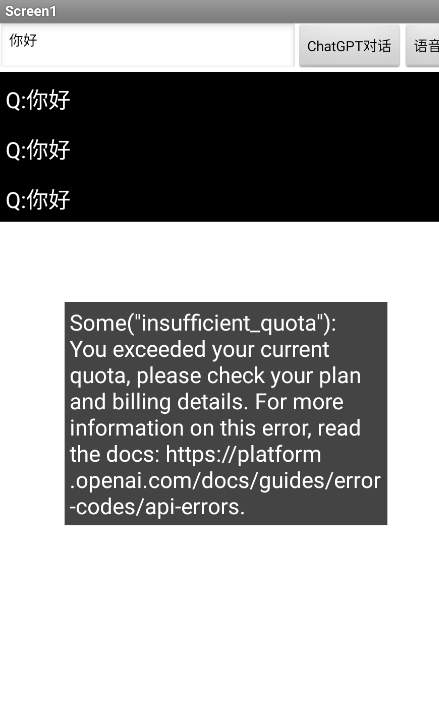 Screen1
你好
ChatGPT对话
语音
Q:你好
Q:你好
Q:你好
Some("insufficient_quota"):
You exceeded your current
quota, please check your plan
and billing details. For more
information on this error, read
the docs: https://platform
.openai.com/docs/guides/error
-codes/api-errors.